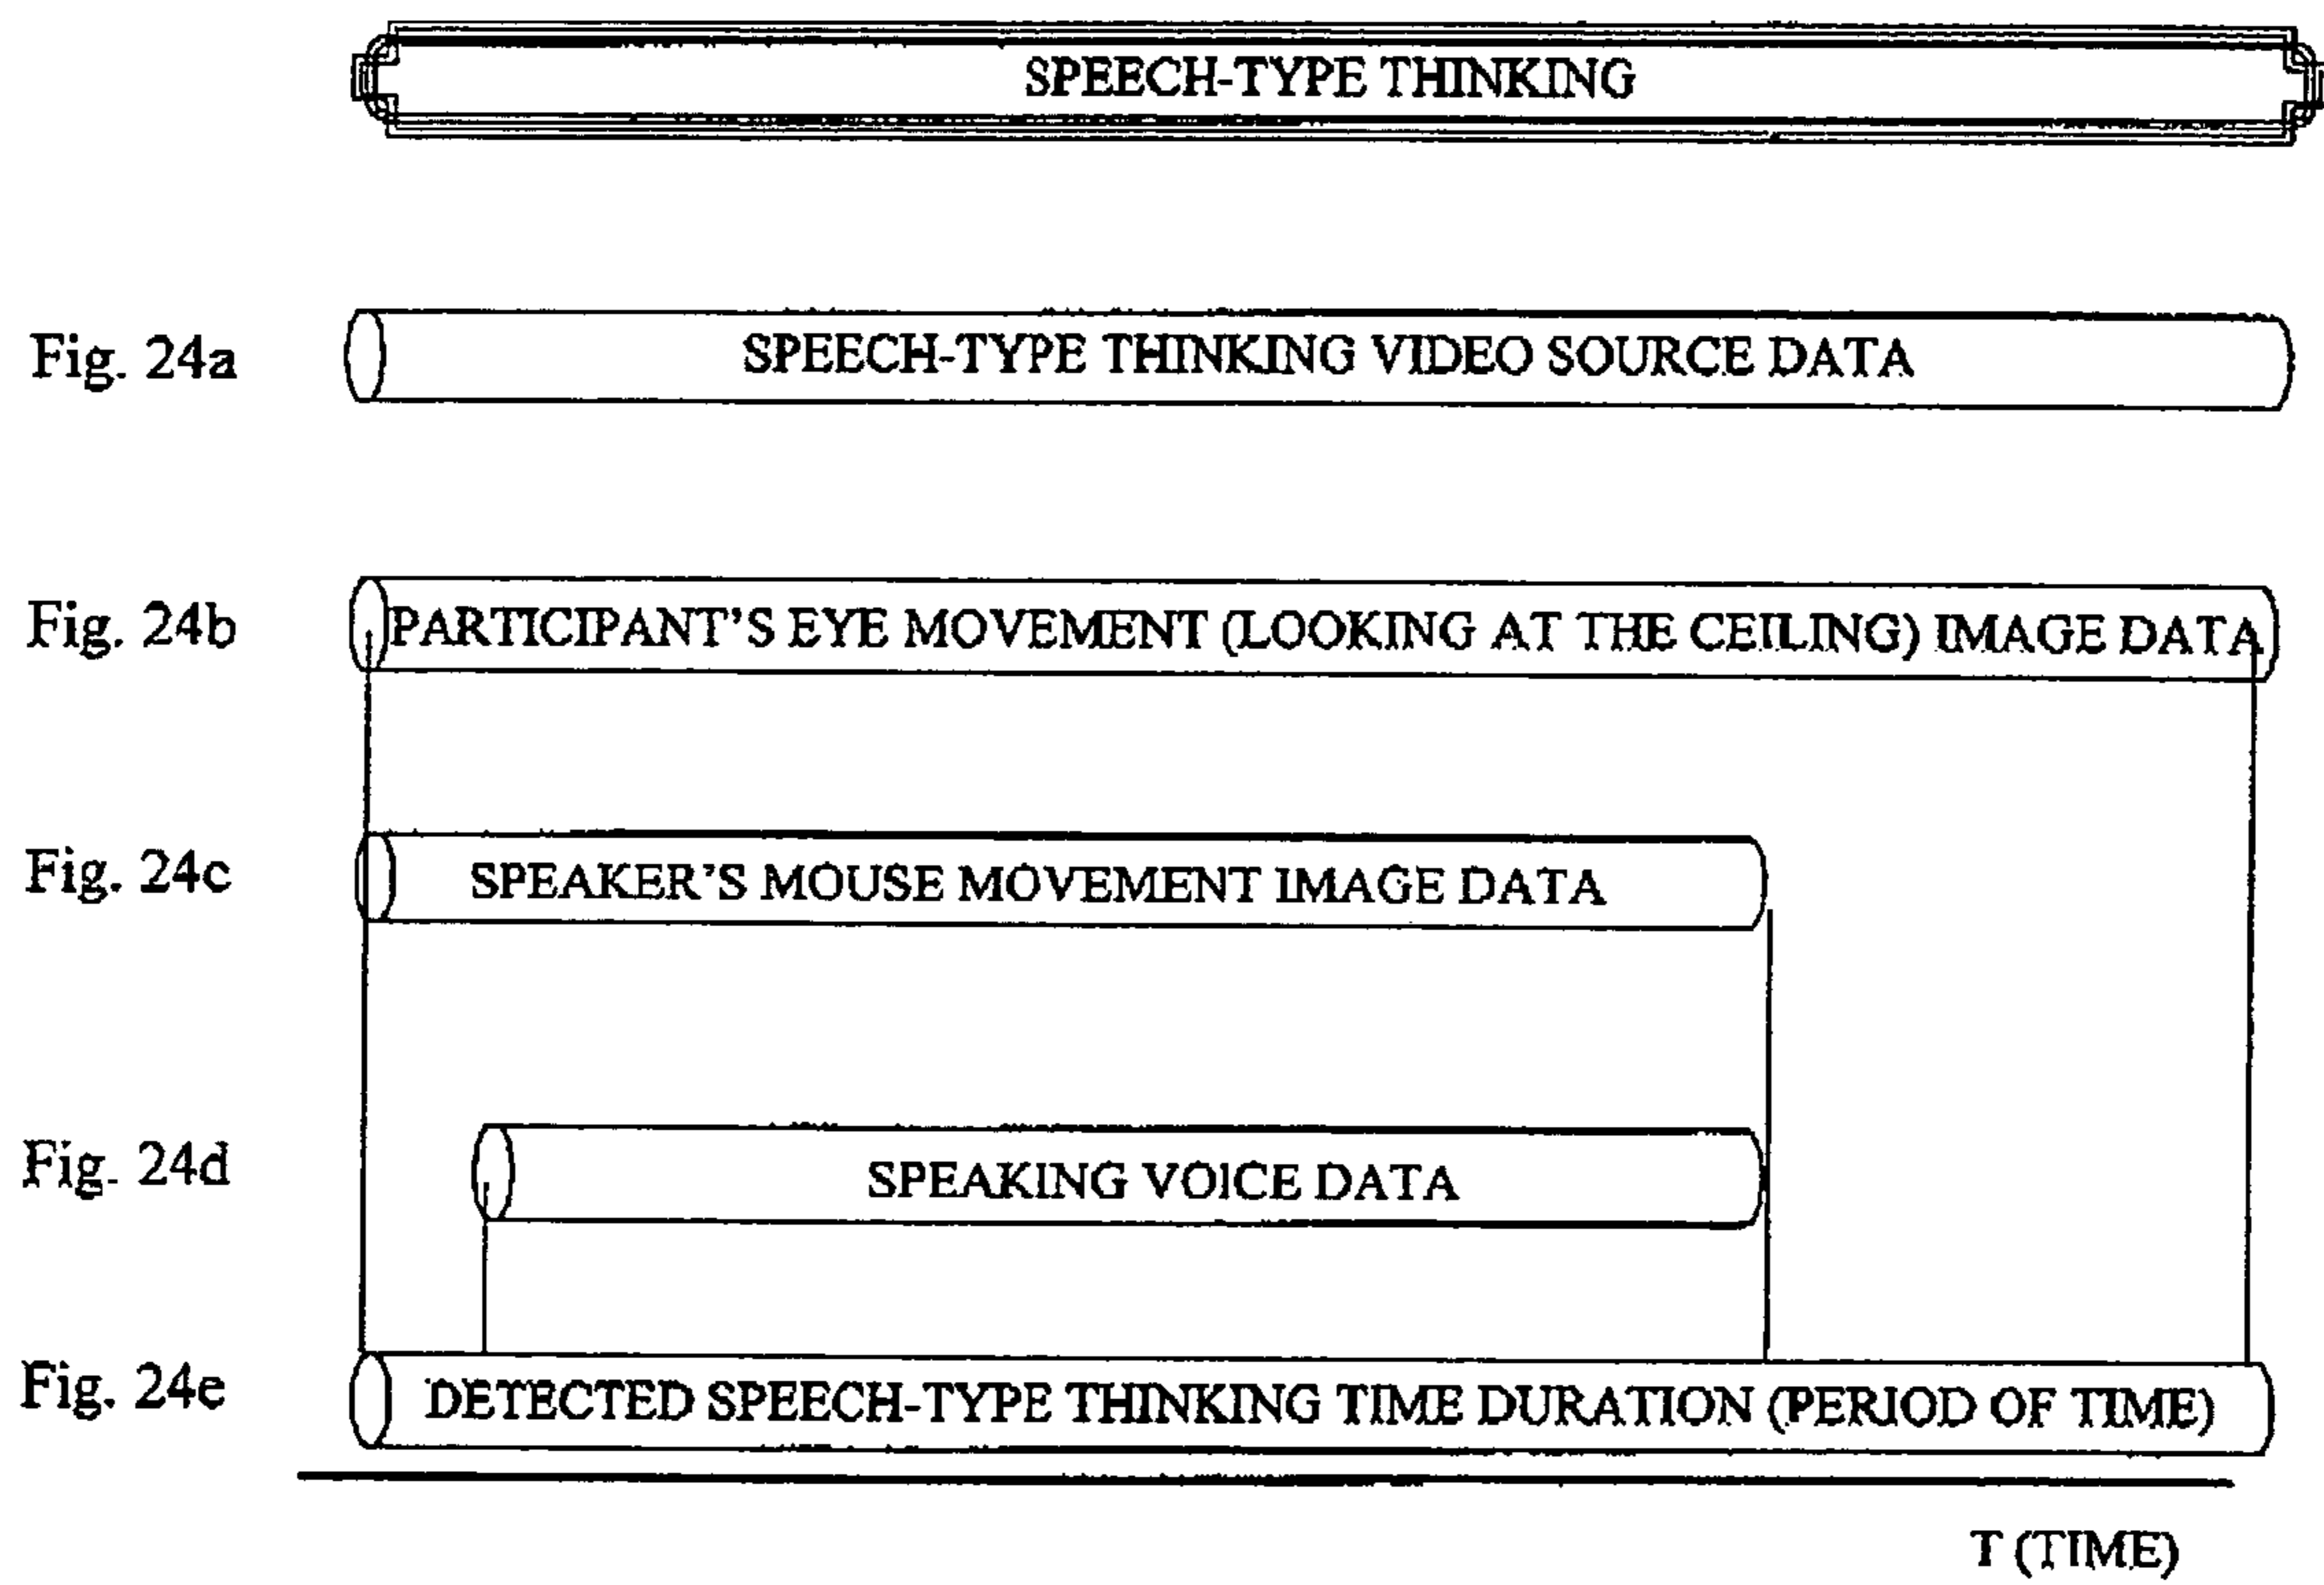 SPEECH-TYPE THINKING
Fig. 24a
SPEECH-TYPE THINKING VIDEO SOURCE DATA
Fig. 24b
PARTICIPANT'S EYE MOVEMENT (LOOKING AT THE CEILING) IMAGE DATA
Fig. 24c
SPEAKER'S MOUSE MOVEMENT IMAGE DATA
Fig. 24d
SPEAKING VOICE DATA
Fig. 24e
DETECTED SPEECH-TYPE THINKING TIME DURATION (PERIOD OF TIME)
T (TIME)